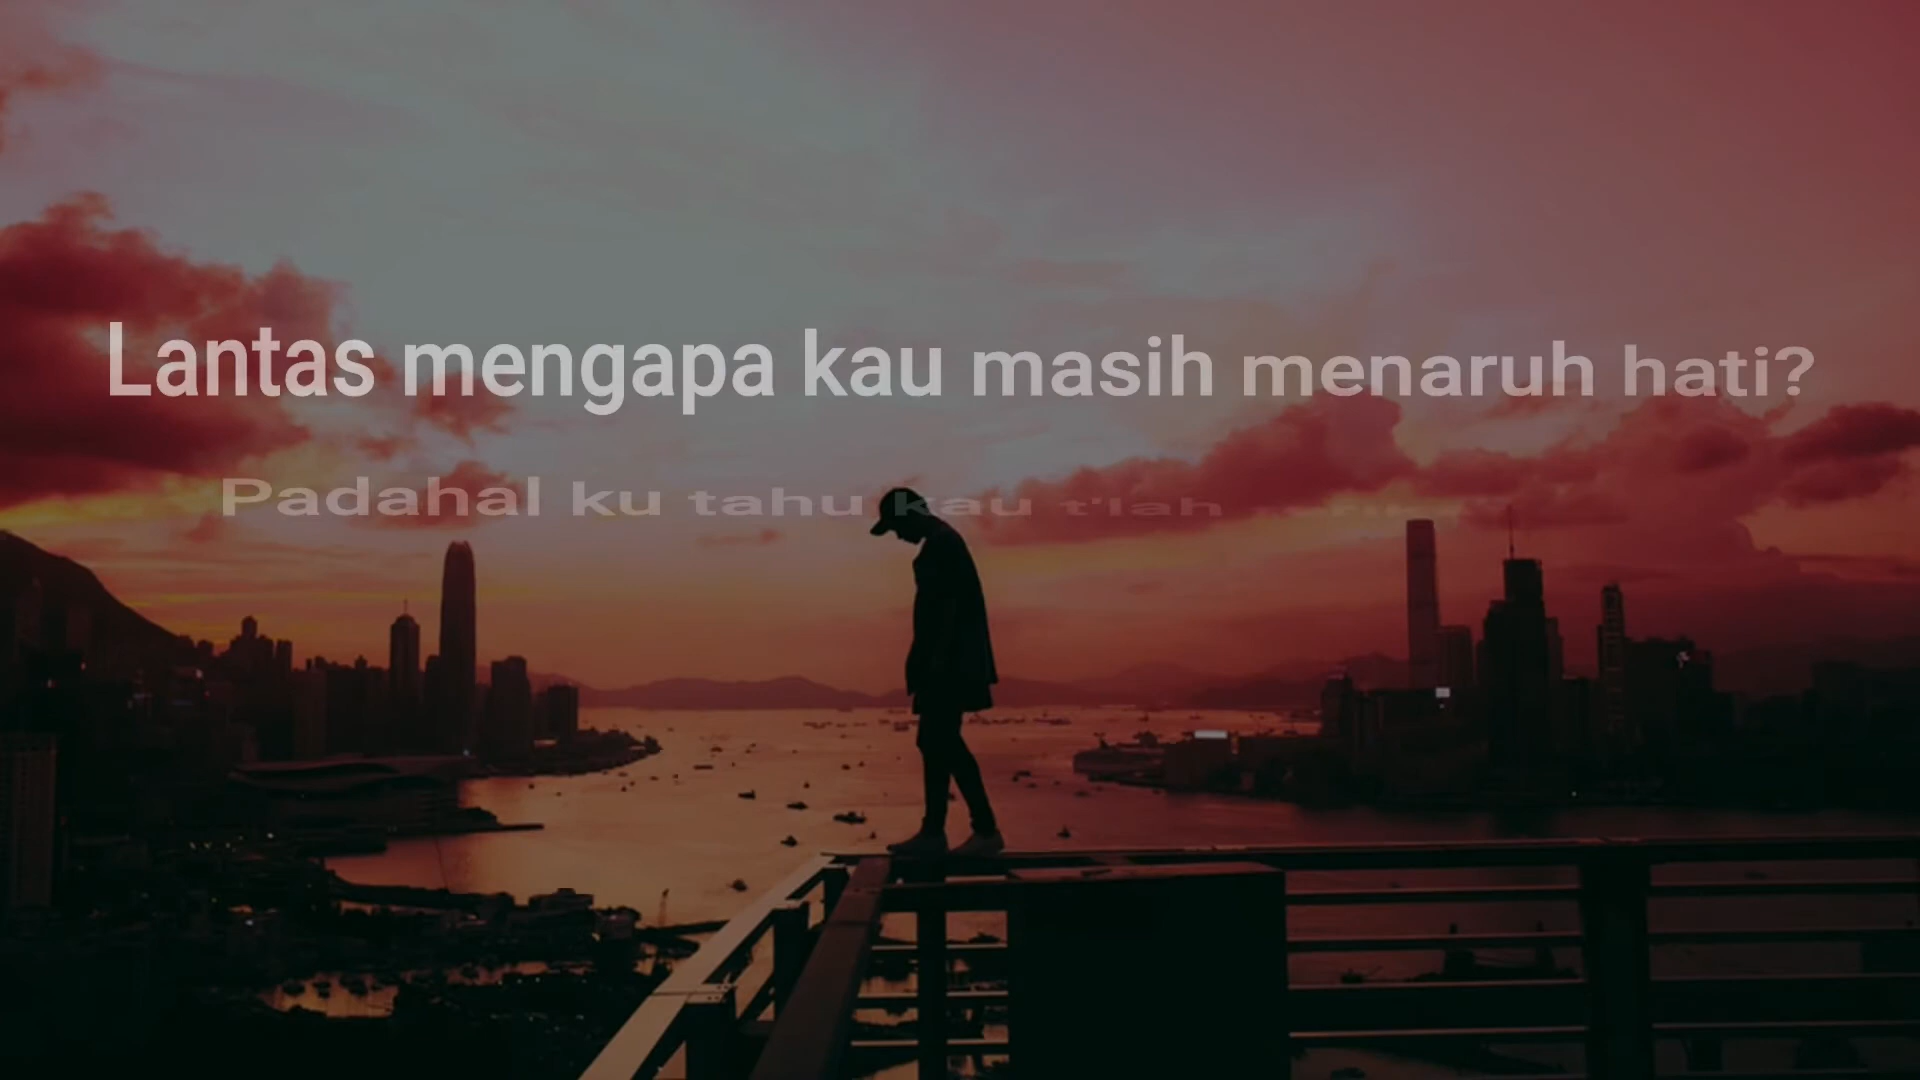 Lantas mengapa kau masih menaruh hati?
Padahal ku tahu kau t'lah